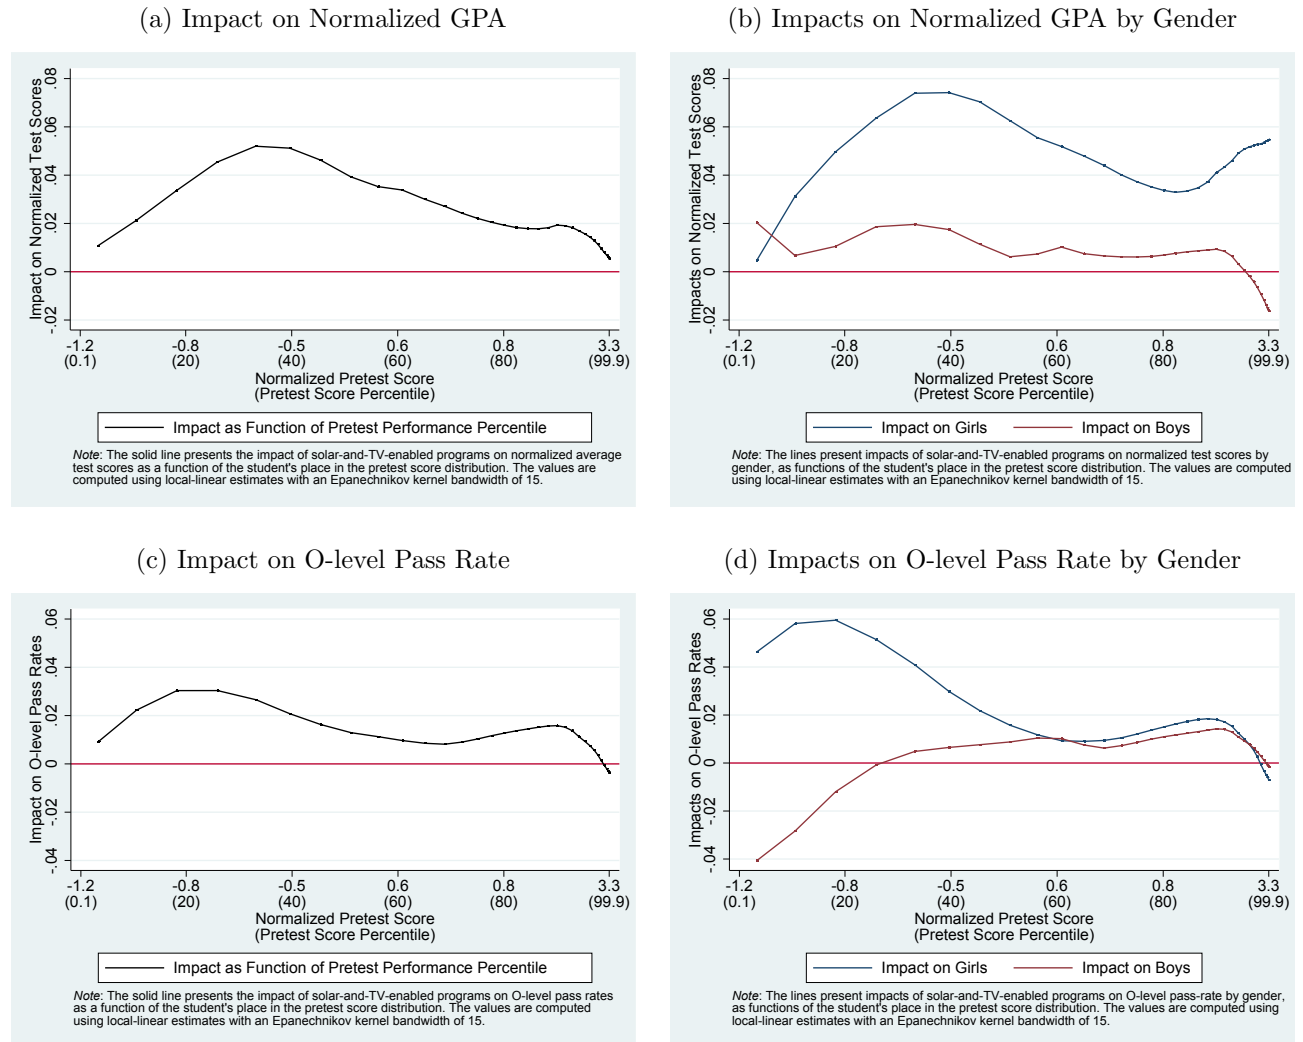 (a) Impact on Normalized GPA
Impact on Normalized Test Scores
.08
.06
.04
.02
0
-.02
-1.2 -0.8 -0.5 0.6 0.8 3.3
(0.1) (20) (40) (60) (80) (99.9)
Normalized Pretest Score
(Pretest Score Percentile)
Impact as Function of Pretest Performance Percentile
Note: The solid line presents the impact of solar-and-TV-enabled programs on normalized average
test scores as a function of the student's place in the pretest score distribution. The values are
computed using local-linear estimates with an Epanechnikov kernel bandwidth of 15.
(b) Impacts on Normalized GPA by Gender
Impacts on Normalized Test Scores
.08
.06
.04
.02
0
-.02
-1.2 -0.8 -0.5 0.6 0.8 3.3
(0.1) (20) (40) (60) (80) (99.9)
Normalized Pretest Score
(Pretest Score Percentile)
Impact on Girls Impact on Boys
Note: The lines present impacts of solar-and-TV-enabled programs on normalized test scores by
gender, as functions of the student's place in the pretest score distribution. The values are computed
using local-linear estimates with an Epanechnikov kernel bandwidth of 15.
(c) Impact on O-level Pass Rate
Impact on O-level Pass Rates
.06
.04
.02
0
-.02
-.04
-1.2 -0.8 -0.5 0.6 0.8 3.3
(0.1) (20) (40) (60) (80) (99.9)
Normalized Pretest Score
(Pretest Score Percentile)
Impact as Function of Pretest Performance Percentile
Note: The solid line presents the impact of solar-and-TV-enabled programs on O-level pass rates
as a function of the student's place in the pretest score distribution. The values are computed
using local-linear estimates with an Epanechnikov kernel bandwidth of 15.
(d) Impacts on O-level Pass Rate by Gender
Impacts on O-level Pass Rates
.06
.04
.02
0
-.02
-.04
-1.2 -0.8 -0.5 0.6 0.8 3.3
(0.1) (20) (40) (60) (80) (99.9)
Normalized Pretest Score
(Pretest Score Percentile)
Impact on Girls Impact on Boys
Note: The lines present impacts of solar-and-TV-enabled programs on O-level pass-rate by gender,
as functions of the student's place in the pretest score distribution. The values are computed using
local-linear estimates with an Epanechnikov kernel bandwidth of 15.